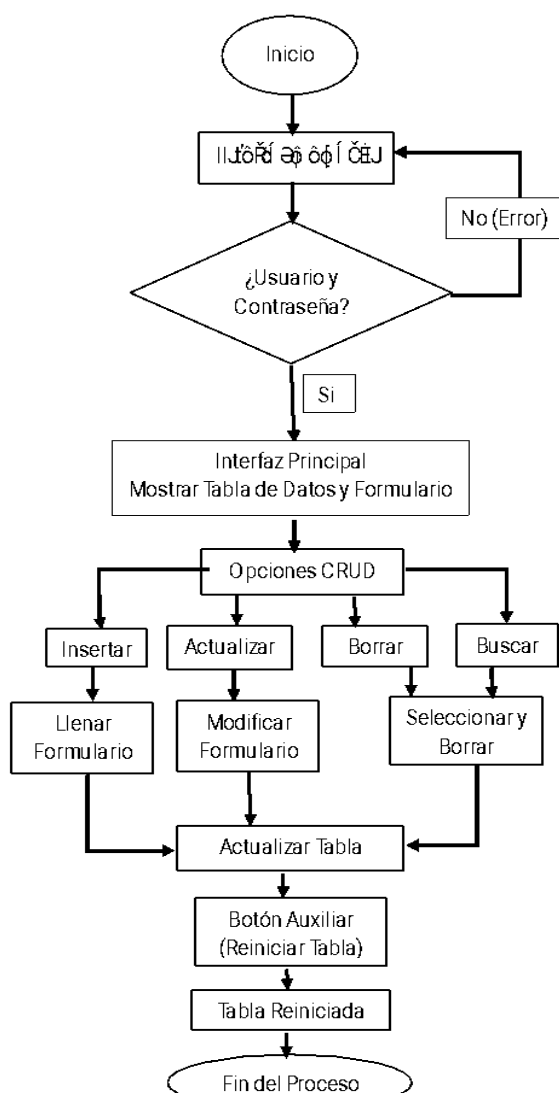 Inicio
No (Error)
¿Usuario y
Contraseña?
Si
Interfaz Principal
Mostrar Tabla de Datos y Formulario
Opciones CRUD
Insertar
Actualizar
Borrar
Buscar
Llenar
Formulario
Modificar
Formulario
Seleccionar y
Borrar
Actualizar Tabla
Botón Auxiliar
(Reiniciar Tabla)
Tabla Reiniciada
Fin del Proceso